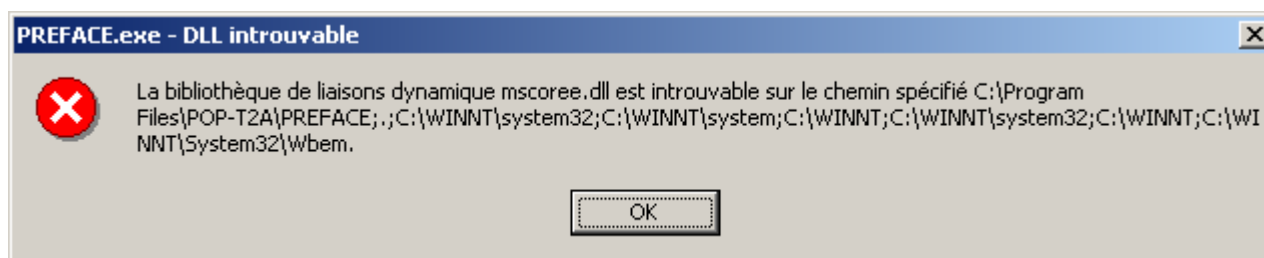 PREFACE.exe - DLL introuvable
La bibliothèque de liaisons dynamique mscoree.dll est introuvable sur le chemin spécifié C:\Program
Files\POP-T2A\PREFACE;.;C:\WINNT\system32;C:\WINNT\system;C:\WINNT;C:\WINNT\system32;C:\WINNT;C:\WI
NNT\System32\Wbem.
OK